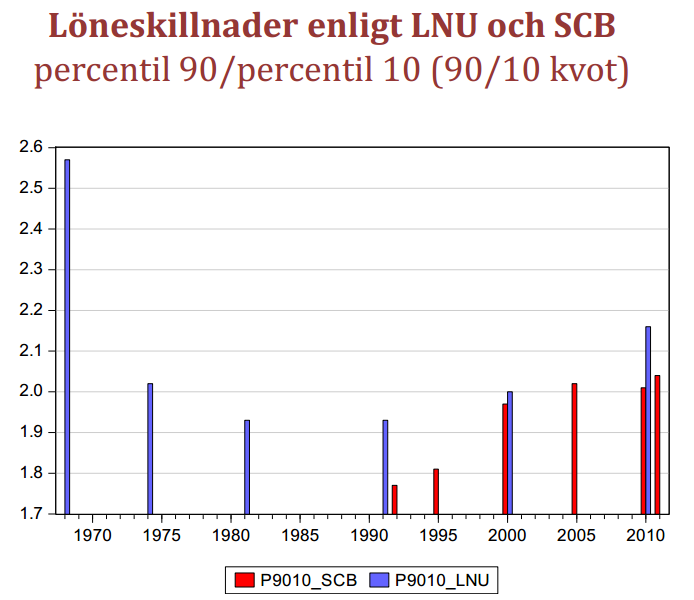 Löneskillnader enligt LNU och SCB
percentil 90/percentil 10 (90/10 kvot)
2.6
2.5
2.4
2.3
2.2
2.1
2.0
1.9
1.8
1.7
1970 1975 1980 1985 1990 1995 2000 2005 2010
P9010_SCB P9010_LNU